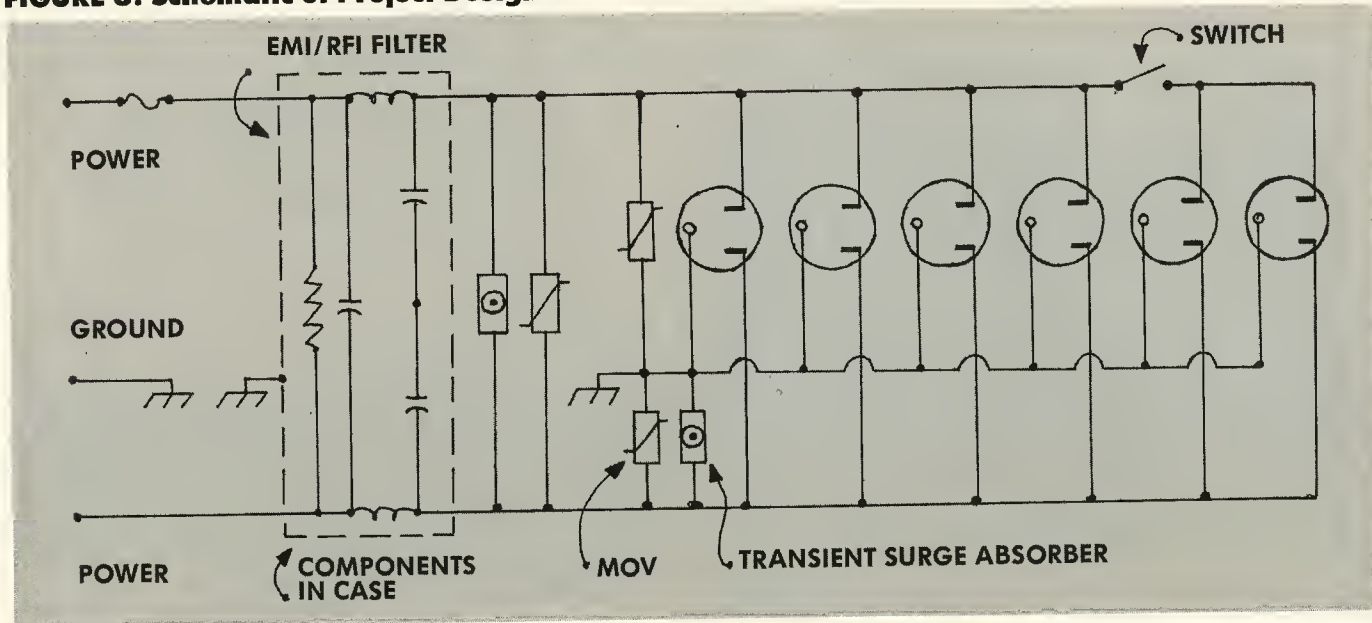 EMI/RFI FILTER
SWITCH
POWER
GROUND
POWER
COMPONENTS
IN CASE
MOV
TRANSIENT SURGE ABSORBER